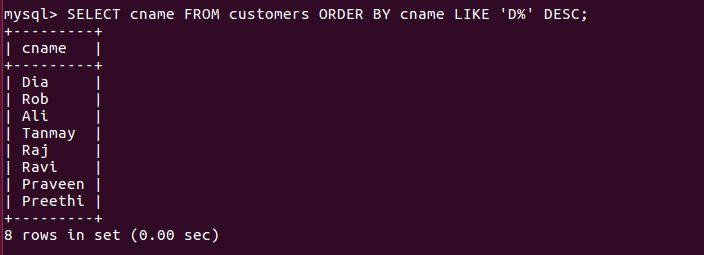 mysql> SELECT cname FROM customers ORDER BY cname LIKE 'D%' DESC;
+---------+
| cname   |
+---------+
| Dia     |
| Rob     |
| Ali     |
| Tanmay  |
| Raj     |
| Ravi    |
| Praveen |
| Preethi |
+---------+
8 rows in set (0.00 sec)